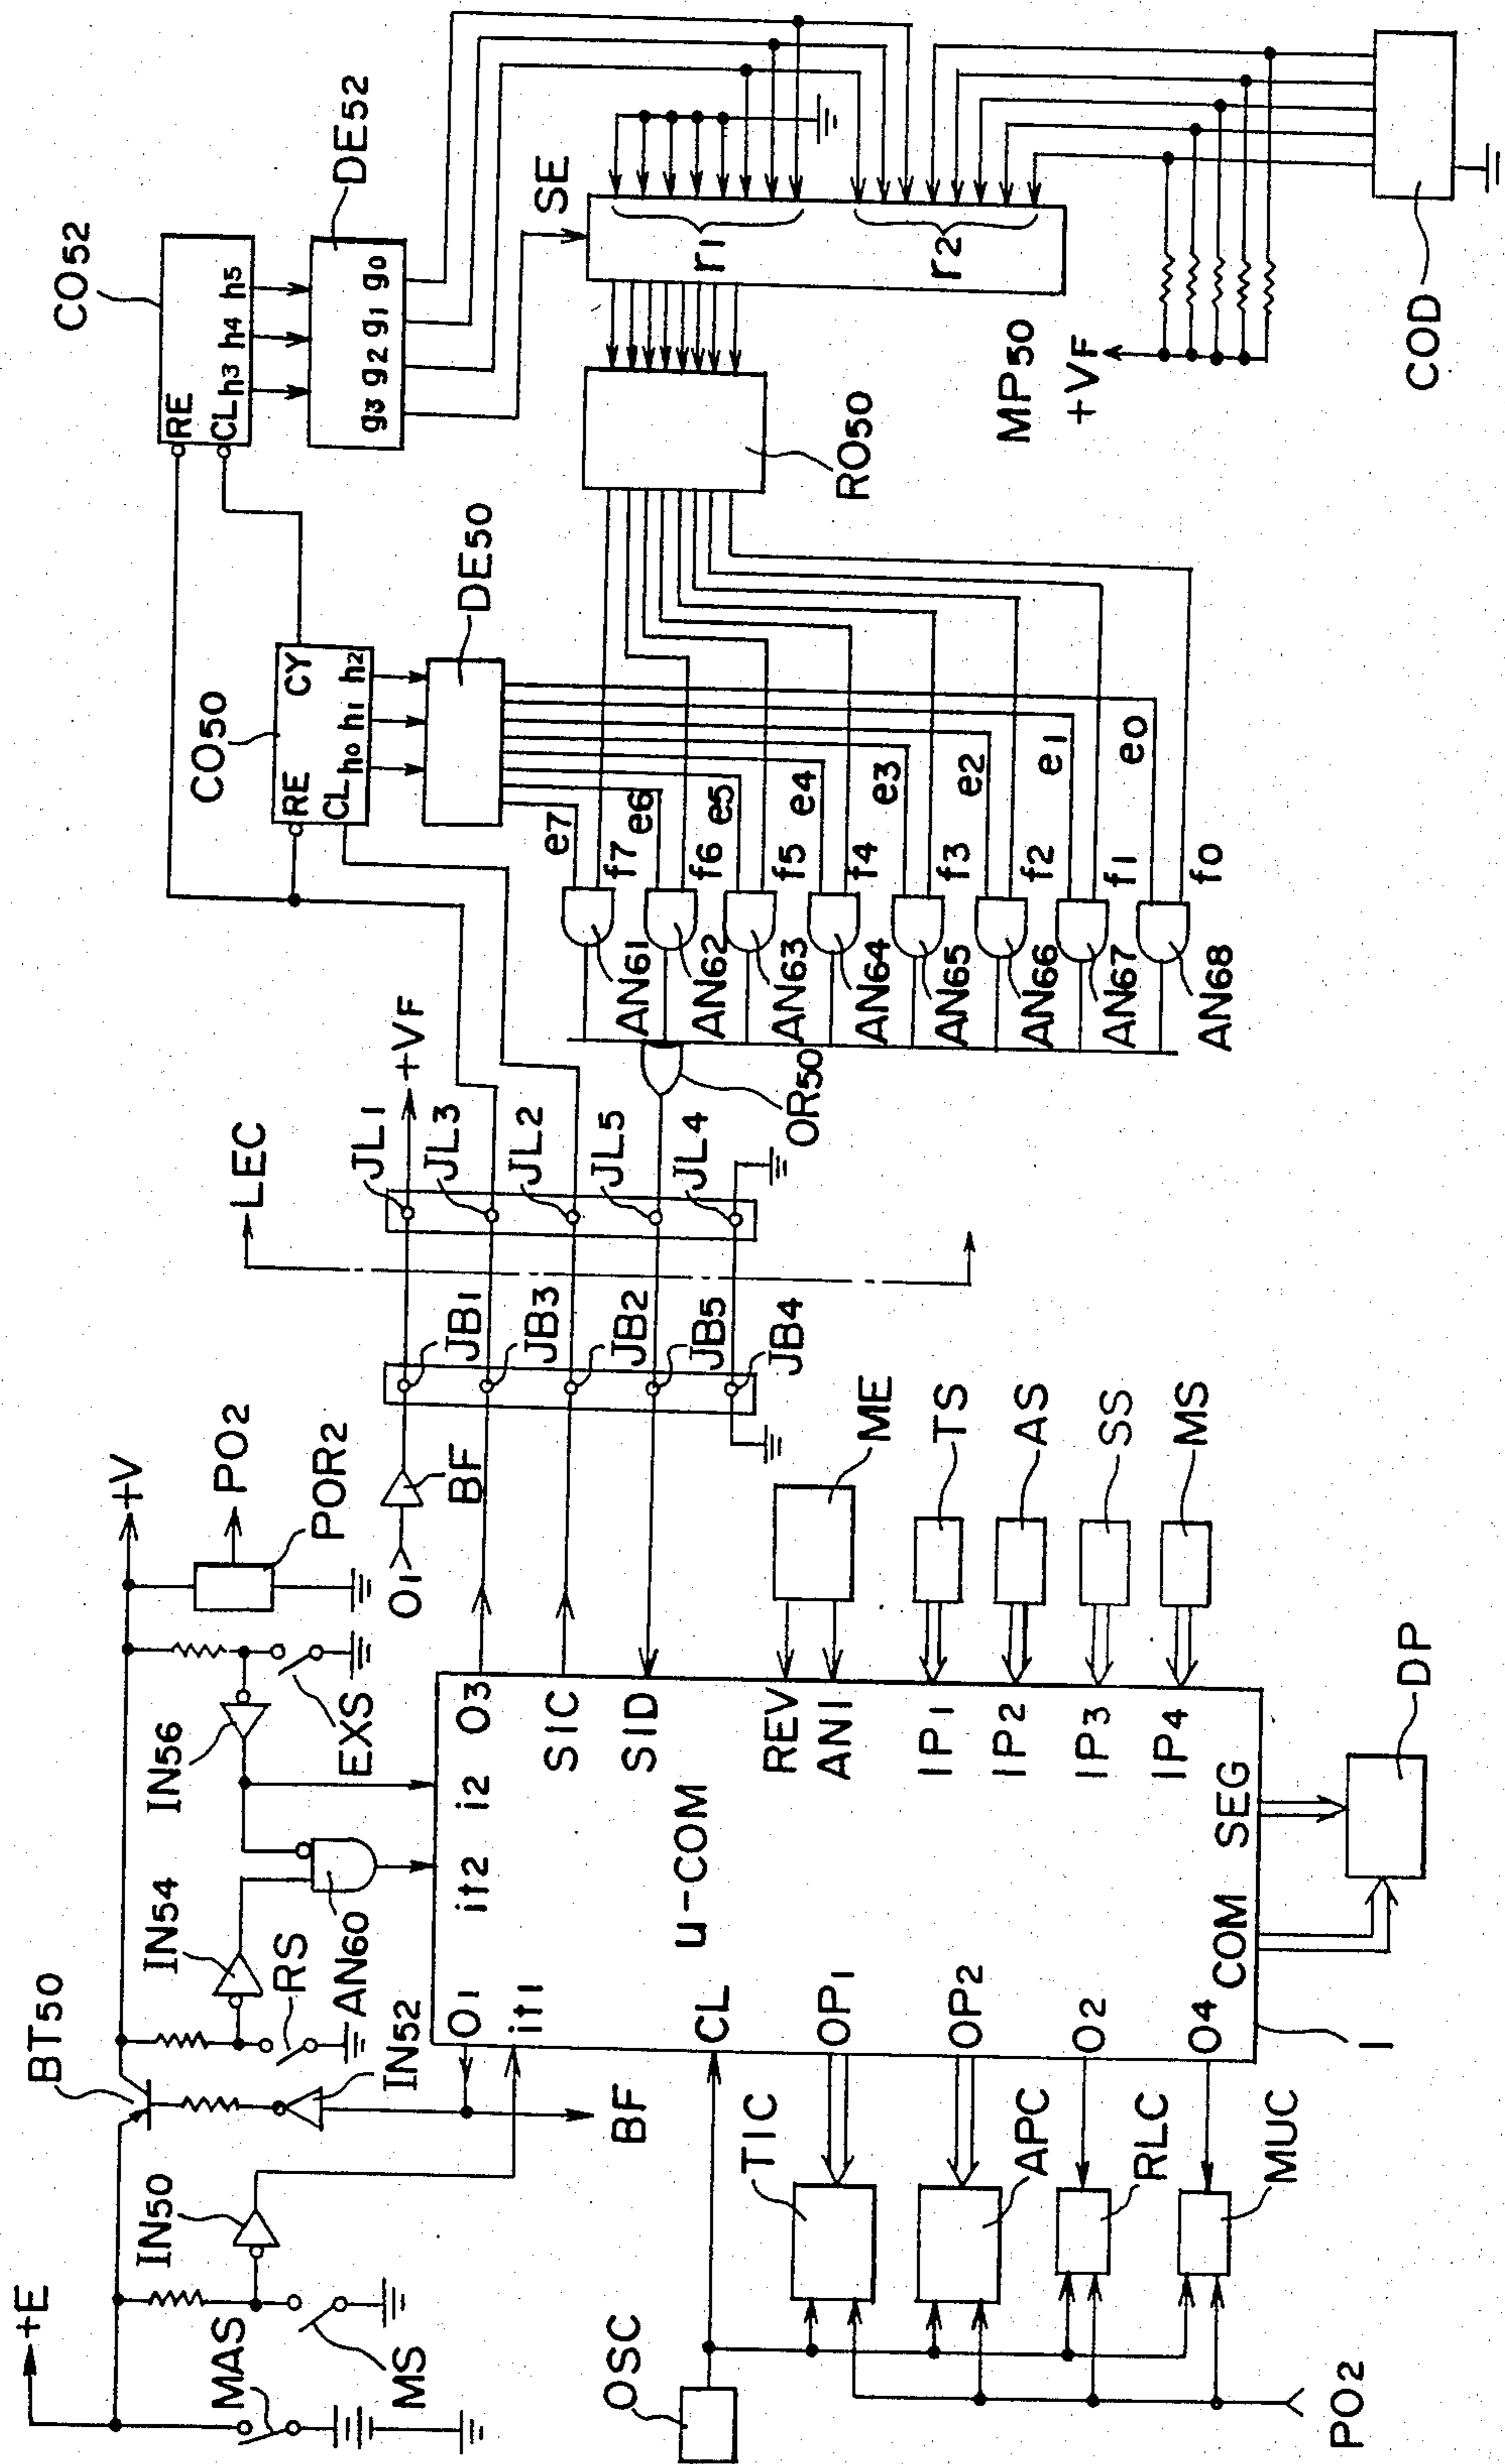 +E
MAS
MS
IN50
BT50
IN52
RS
IN54
AN60
IN56
EXS
+V
PO2
POR2
O1
BF
BF
OSC
PO2
TIC
APC
RLC
MUC
O1
it1
it2
i2
O3
CL
SIC
SID
REV
ANI
OP1
OP2
O2
O4
u-COM
IP1
IP2
IP3
IP4
COM
SEG
1
DP
ME
TS
AS
SS
MS
JB1
JB3
JB2
JB5
JB4
LEC
JL1
JL3
JL2
JL5
JL4
+VF
OR50
AN61
AN62
AN63
AN64
AN65
AN66
AN67
AN68
e7
e6
e5
e4
e3
e2
e1
e0
f7
f6
f5
f4
f3
f2
f1
f0
CO50
RE
CY
CL
h0
h1
h2
DE50
CO52
RE
CL
h3
h4
h5
DE52
g3
g2
g1
g0
SE
r1
r2
RO50
MP50
+VF
COD